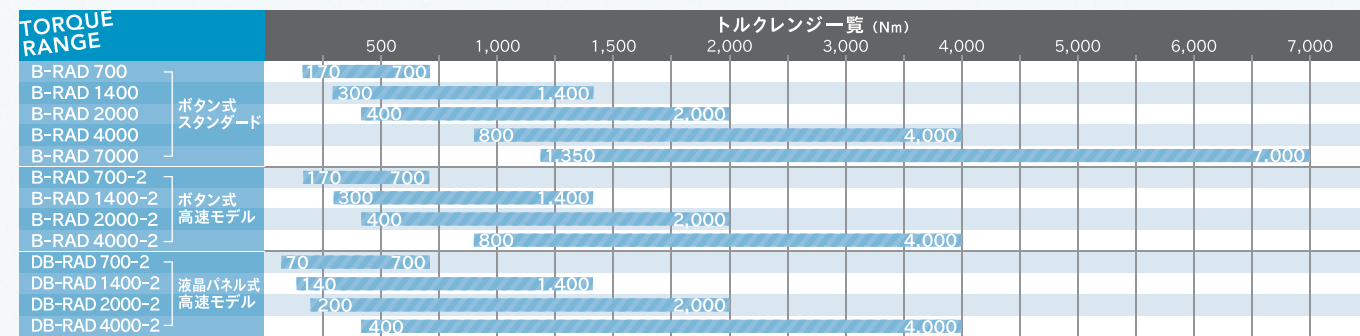 TORQUE
RANGE
トルクレンジ一覧（Nm）
500 1,000 1,500 2,000 3,000 4,000 5,000 6,000 7,000
B-RAD 700 170 700
B-RAD 1400 300 1,400
B-RAD 2000 400 2,000
B-RAD 4000 800 4,000
B-RAD 7000 1,350 7,000
ボタン式
スタンダード
B-RAD 700-2 170 700
B-RAD 1400-2 300 1,400
B-RAD 2000-2 400 2,000
B-RAD 4000-2 800 4,000
ボタン式
高速モデル
DB-RAD 700-2 70 700
DB-RAD 1400-2 140 1,400
DB-RAD 2000-2 200 2,000
DB-RAD 4000-2 400 4,000
液晶パネル式
高速モデル